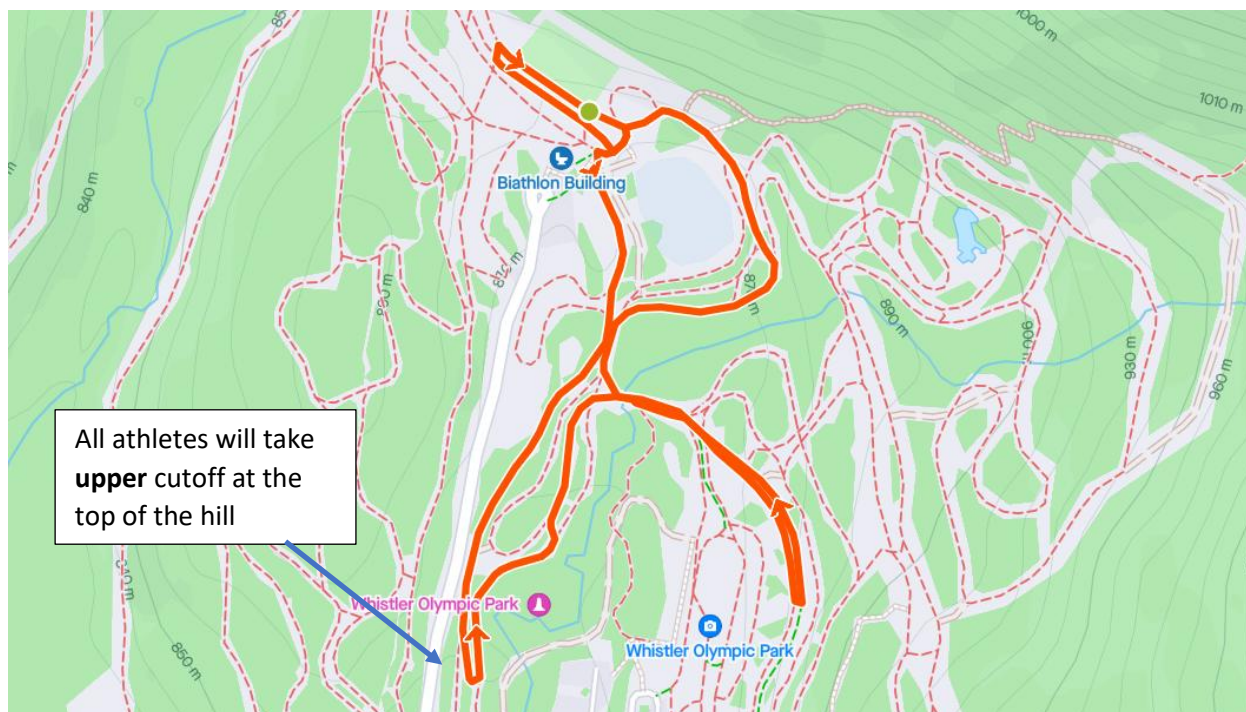 1000 m
1010 m
840 m
Biathlon Building
810 m
890 m
900 m
930 m
960 m
All athletes will take
upper cutoff at the
top of the hill
Whistler Olympic Park
Whistler Olympic Park
850 m